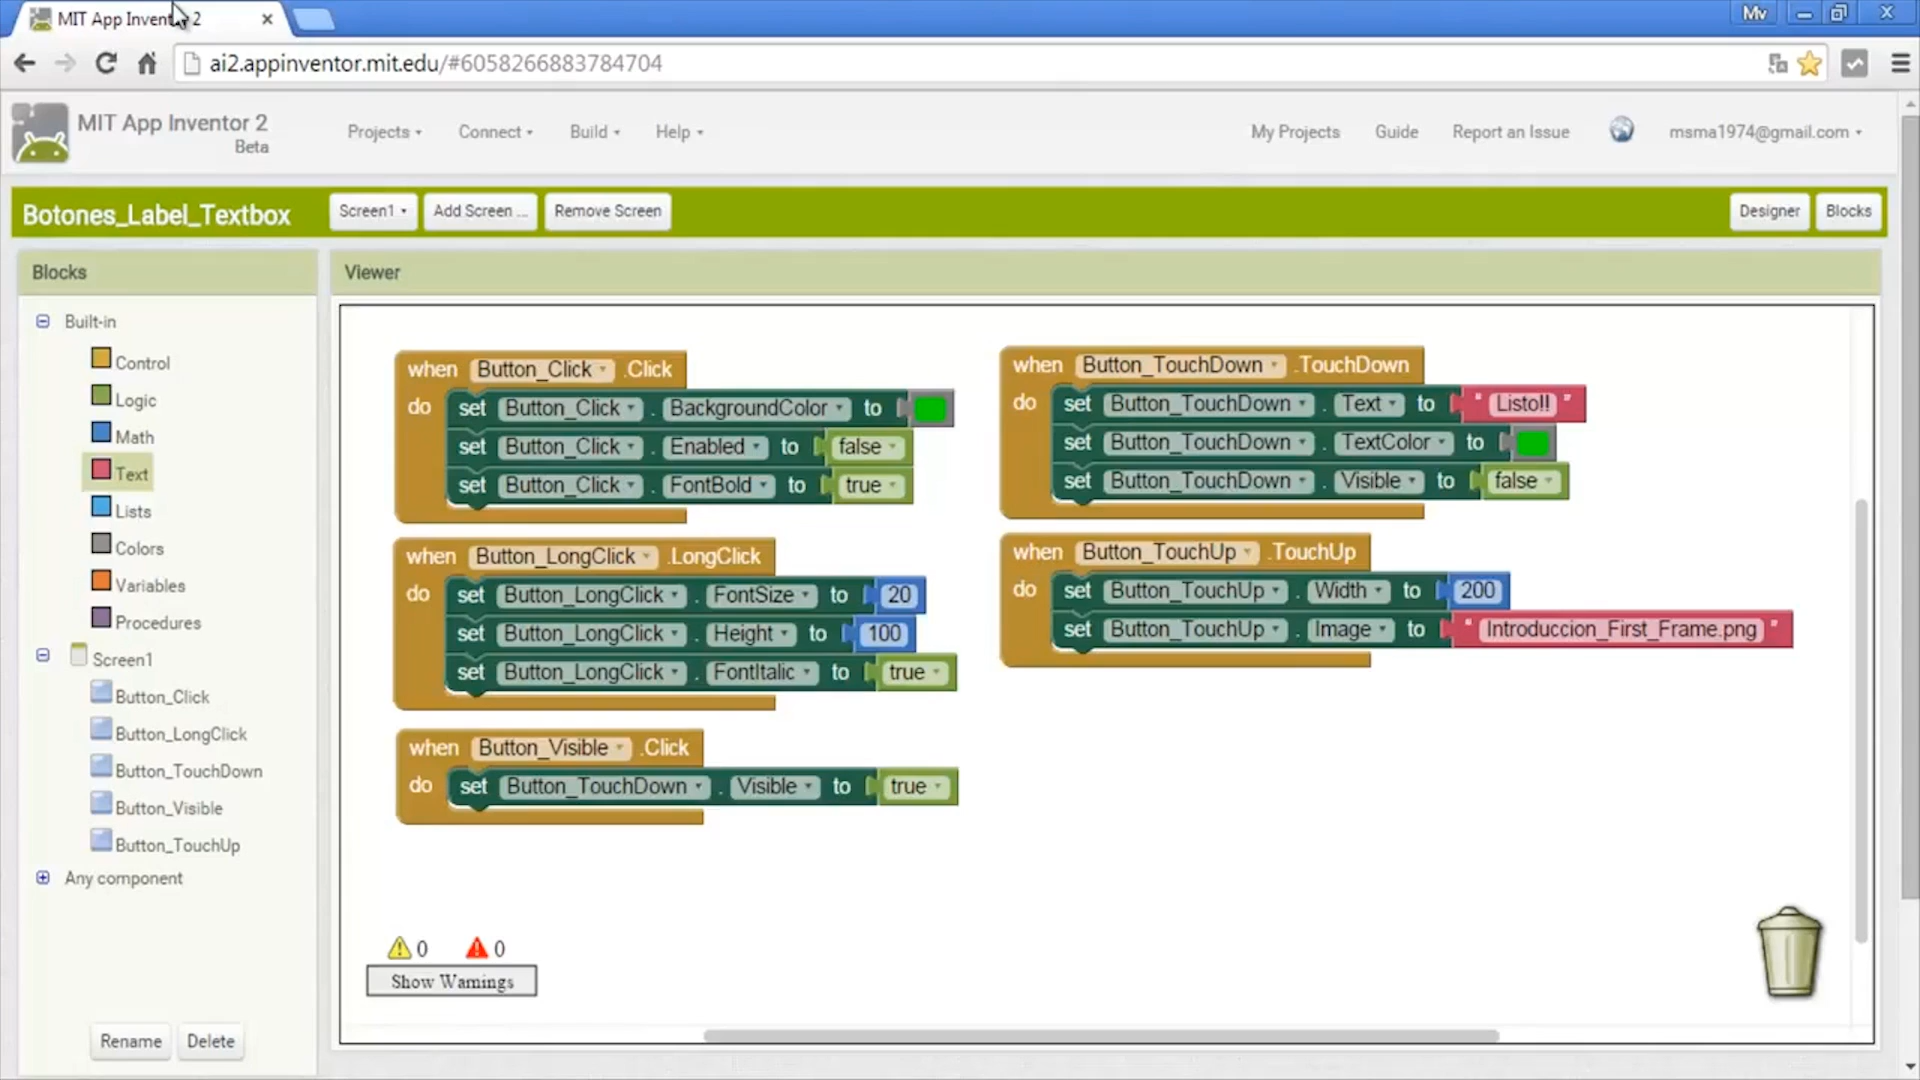 MIT App Inventor 2
Mv
ai2.appinventor.mit.edu/#6058266883784704
MIT App Inventor 2
Beta
Projects
Connect
Build
Help
My Projects
Guide
Report an Issue
msma1974@gmail.com
Botones_Label_Textbox
Screen1
Add Screen ...
Remove Screen
Designer
Blocks
Blocks
Built-in
Control
Logic
Math
Text
Lists
Colors
Variables
Procedures
Screen1
Button_Click
Button_LongClick
Button_TouchDown
Button_Visible
Button_TouchUp
Any component
Rename
Delete
Viewer
when Button_Click .Click
do set Button_Click . BackgroundColor to
set Button_Click . Enabled to false
set Button_Click . FontBold to true
when Button_LongClick .LongClick
do set Button_LongClick . FontSize to 20
set Button_LongClick . Height to 100
set Button_LongClick . FontItalic to true
when Button_Visible .Click
do set Button_TouchDown . Visible to true
when Button_TouchDown .TouchDown
do set Button_TouchDown . Text to " Listo!! "
set Button_TouchDown . TextColor to
set Button_TouchDown . Visible to false
when Button_TouchUp .TouchUp
do set Button_TouchUp . Width to 200
set Button_TouchUp . Image to " Introduccion_First_Frame.png "
0 0
Show Warnings